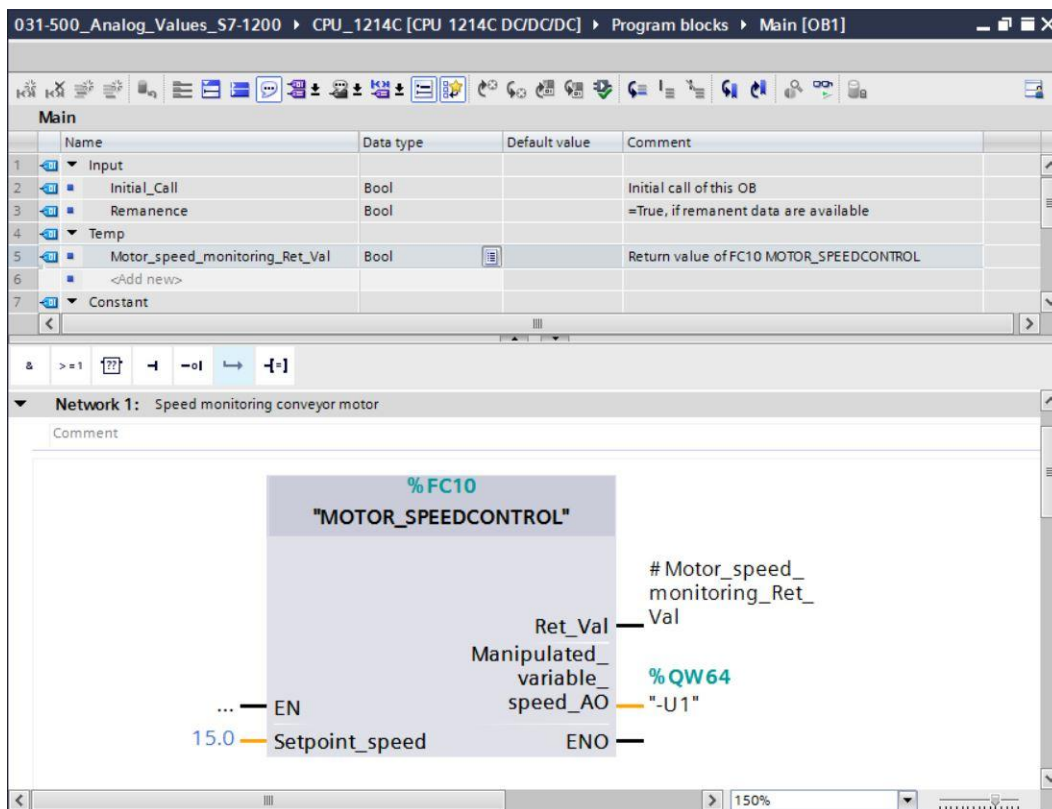 031-500_Analog_Values_S7-1200 ▸ CPU_1214C [CPU 1214C DC/DC/DC] ▸ Program blocks ▸ Main [OB1]
Main
Name Data type Default value Comment
1 Input
2 Initial_Call Bool Initial call of this OB
3 Remanence Bool =True, if remanent data are available
4 Temp
5 Motor_speed_monitoring_Ret_Val Bool Return value of FC10 MOTOR_SPEEDCONTROL
6 <Add new>
7 Constant
& >=1 ??
Network 1: Speed monitoring conveyor motor
Comment
%FC10
"MOTOR_SPEEDCONTROL"
#Motor_speed_
monitoring_Ret_
Val
Ret_Val
Manipulated_
variable_
speed_AO
%QW64
"-U1"
... EN
15.0 Setpoint_speed ENO
150%